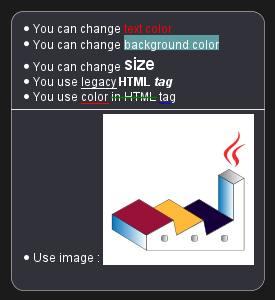 • You can change text color
• You can change background color
• You can change size
• You use legacy HTML tag
• You use color in HTML tag
• Use image :